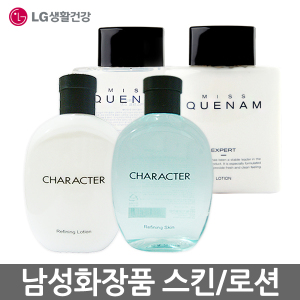 LG생활건강
MISS
QUENAM
MISS
QUENAM
EXPERT
LOTION
CHARACTER
Refining Lotion
CHARACTER
Refining Skin
남성화장품 스킨/로션